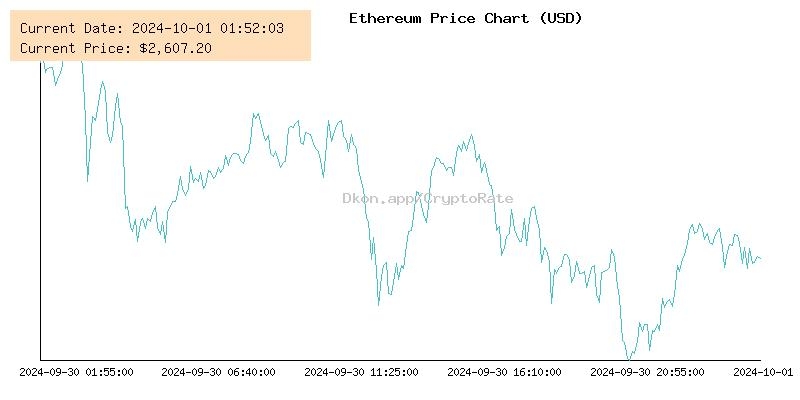 Ethereum Price Chart (USD)
Current Date: 2024-10-01 01:52:03
Current Price: $2,607.20
Dkon.app/CryptoRate
2024-09-30 01:55:00
2024-09-30 06:40:00
2024-09-30 11:25:00
2024-09-30 16:10:00
2024-09-30 20:55:00
2024-10-01